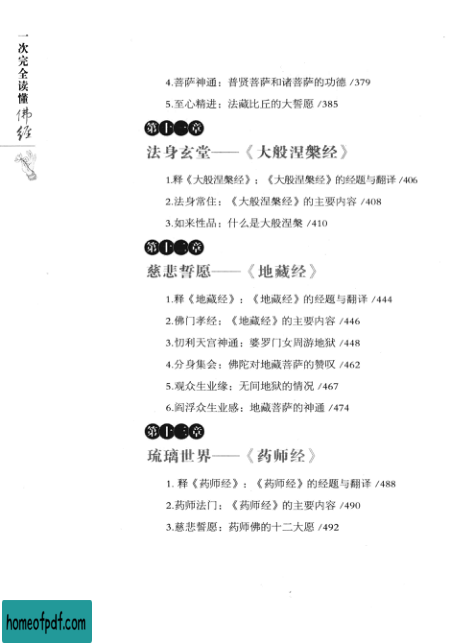 一次完全读懂佛经
4.菩萨神通：普贤菩萨和诸菩萨的功德 /379
5.至心精进：法藏比丘的大誓愿 /385
第十一章
法身玄堂——《大般涅槃经》
1.释《大般涅槃经》：《大般涅槃经》的经题与翻译 /406
2.法身常住：《大般涅槃经》的主要内容 /408
3.如来性品：什么是大般涅槃 /410
第十二章
慈悲誓愿——《地藏经》
1.释《地藏经》：《地藏经》的经题与翻译 /444
2.佛门孝经：《地藏经》的主要内容 /446
3.忉利天宫神通：婆罗门女周游地狱 /448
4.分身集会：佛陀对地藏菩萨的赞叹 /462
5.观众生业缘：无间地狱的情况 /467
6.阎浮众生业感：地藏菩萨的神通 /474
第十三章
琉璃世界——《药师经》
1. 释《药师经》：《药师经》的经题与翻译 /488
2.药师法门：《药师经》的主要内容 /490
3.慈悲誓愿：药师佛的十二大愿 /492
homeofpdf.com